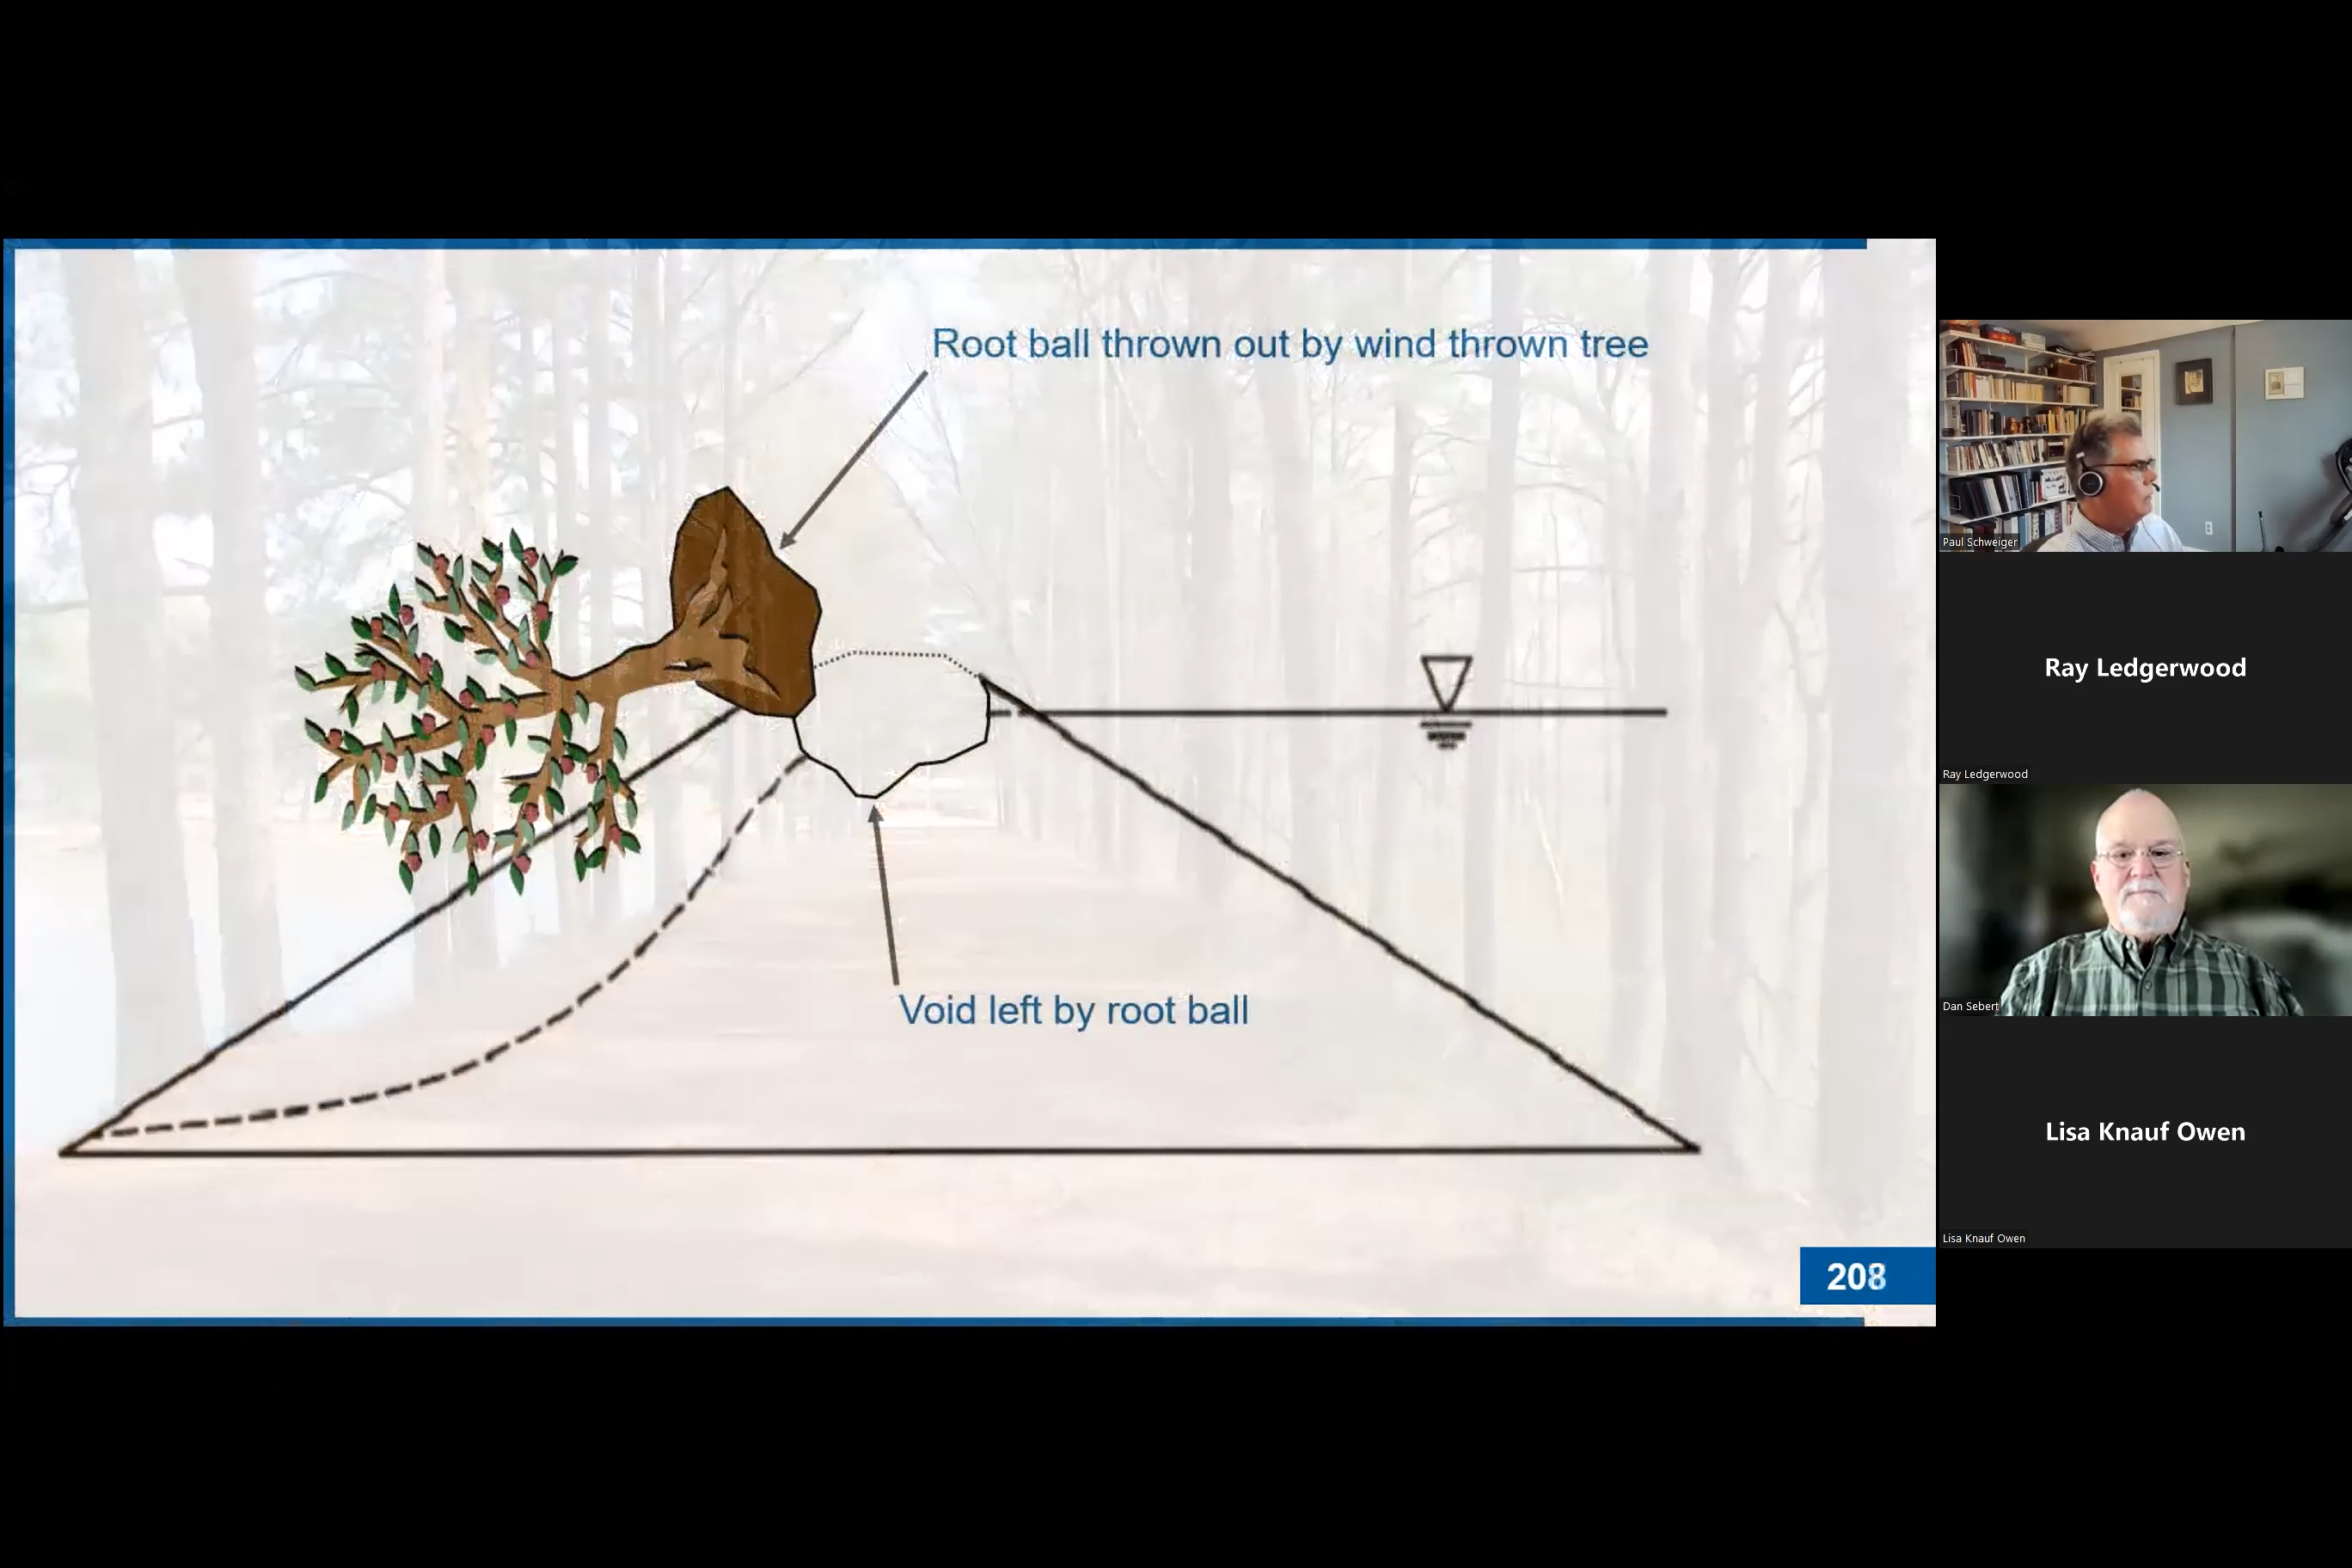 Root ball thrown out by wind thrown tree
Void left by root ball
208
Paul Schweiger
Ray Ledgerwood
Ray Ledgerwood
Dan Sebert
Lisa Knauf Owen
Lisa Knauf Owen